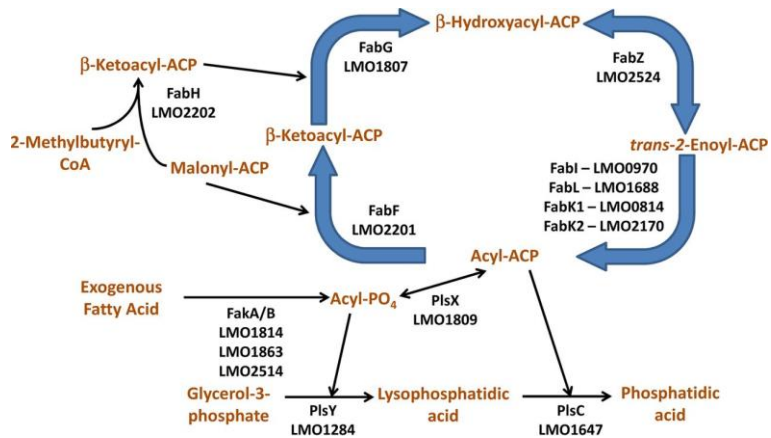 β-Hydroxyacyl-ACP
FabG
LMO1807
FabZ
LMO2524
β-Ketoacyl-ACP
FabH
LMO2202
2-Methylbutyryl-
CoA
Malonyl-ACP
β-Ketoacyl-ACP
trans-2-Enoyl-ACP
FabI – LMO0970
FabL – LMO1688
FabK1 – LMO0814
FabK2 – LMO2170
FabF
LMO2201
Acyl-ACP
Exogenous
Fatty Acid
Acyl-PO₄
PlsX
LMO1809
FakA/B
LMO1814
LMO1863
LMO2514
Glycerol-3-
phosphate
PlsY
LMO1284
Lysophosphatidic
acid
PlsC
LMO1647
Phosphatidic
acid